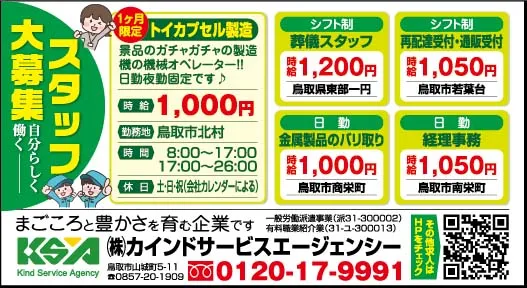 スタッフ
大募集
自分らしく
働く
1ヶ月
限定
トイカプセル製造
景品のガチャガチャの製造
機の機械オペレーター!!
日勤夜勤固定です♪
時給 1,000円
勤務地 鳥取市北村
時間 8:00〜17:00
17:00〜26:00
休日 土・日・祝(会社カレンダーによる)
シフト制
葬儀スタッフ
時給1,200円
鳥取県東部一円
シフト制
再配達受付・通販受付
時給1,050円
鳥取市若葉台
日勤
金属製品のバリ取り
時給1,000円
鳥取市商栄町
日勤
経理事務
時給1,050円
鳥取市南栄町
まごころと豊かさを育む企業です
一般労働派遣事業(派31-300002)
有料職業紹介業(31-ユ-300013)
KSA
Kind Service Agency
(株)カインドサービスエージェンシー
鳥取市山城町5-11
☎0857-20-1909
0120-17-9991
その他求人は
HPをチェック